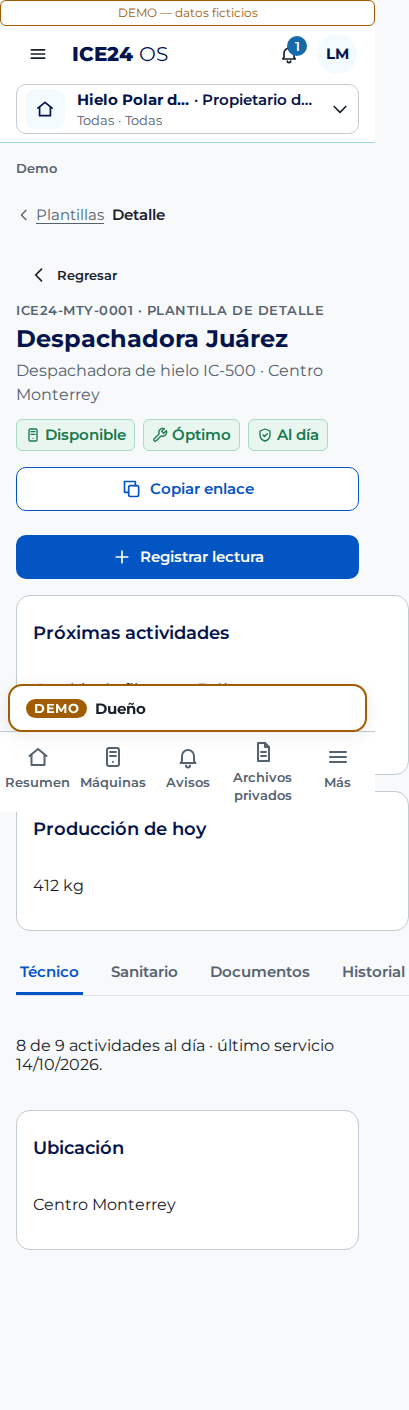 DEMO — datos ficticios
ICE24 OS
1
LM
Hielo Polar d... · Propietario d...
Todas · Todas
Demo
Plantillas Detalle
Regresar
ICE24-MTY-0001 · PLANTILLA DE DETALLE
Despachadora Juárez
Despachadora de hielo IC-500 · Centro
Monterrey
Disponible Óptimo Al día
Copiar enlace
Registrar lectura
Próximas actividades
DEMO Dueño
Resumen Máquinas Avisos Archivos privados Más
Producción de hoy
412 kg
Técnico Sanitario Documentos Historial
8 de 9 actividades al día · último servicio
14/10/2026.
Ubicación
Centro Monterrey